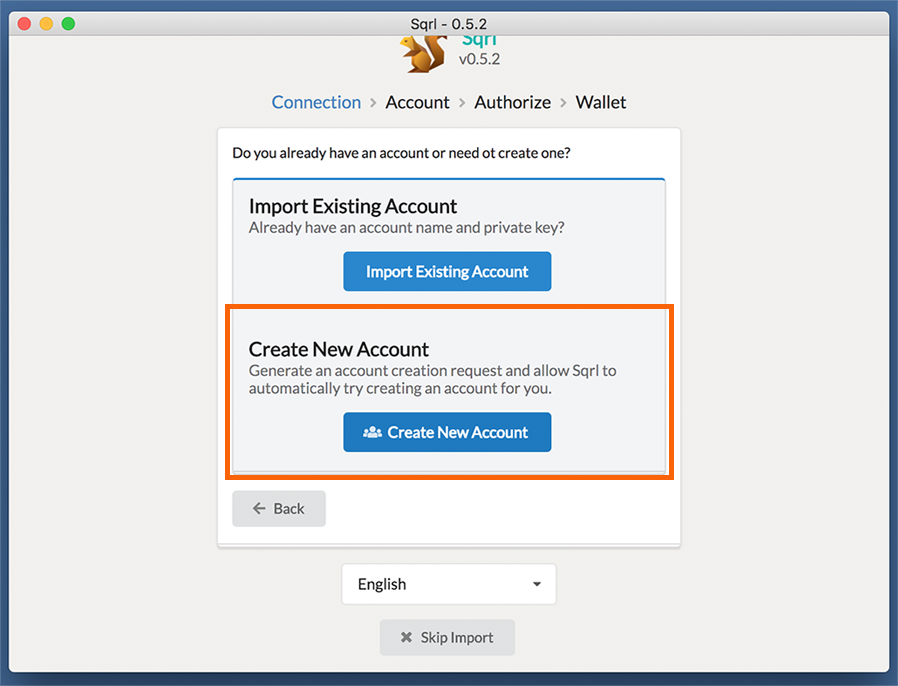 Sqrl - 0.5.2
Sqrl
v0.5.2
Connection > Account > Authorize > Wallet
Do you already have an account or need ot create one?
Import Existing Account
Already have an account name and private key?
Import Existing Account
Create New Account
Generate an account creation request and allow Sqrl to
automatically try creating an account for you.
Create New Account
Back
English
Skip Import